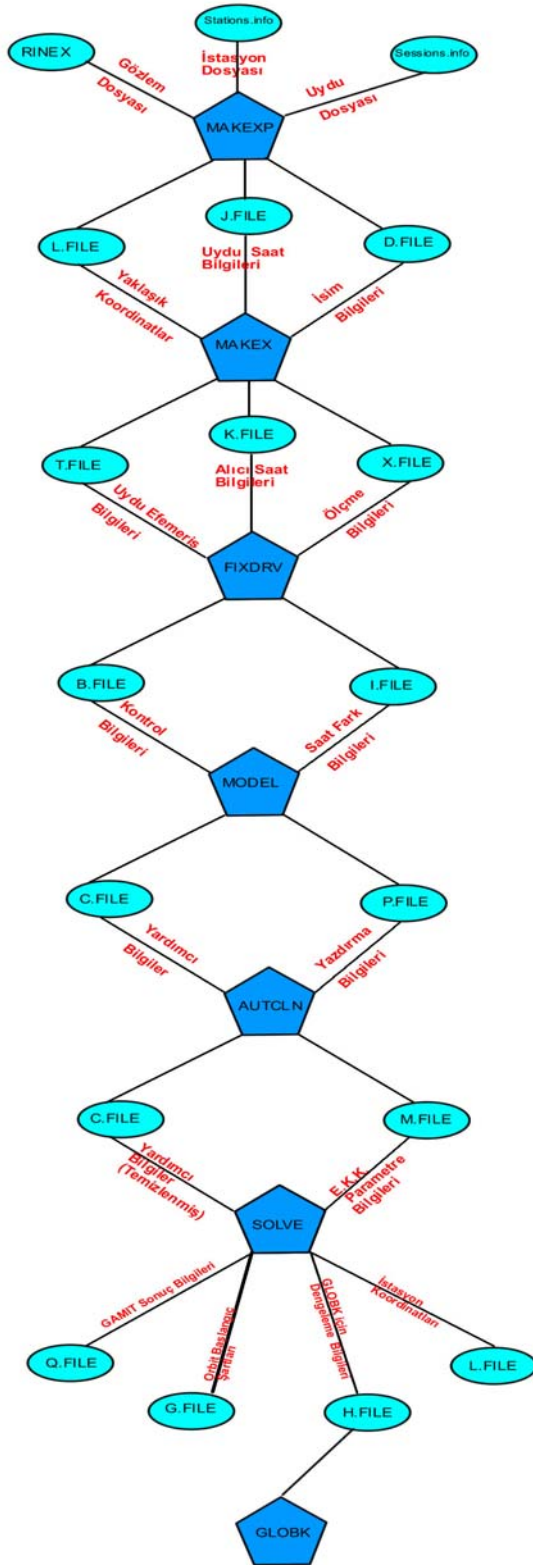 Stations.info
RINEX
Sessions.info
Gözlem
Dosyası
İstasyon
Dosyası
Uydu
Dosyası
MAKEXP
L.FILE
J.FILE
D.FILE
Yaklaşık
Koordinatlar
Uydu Saat
Bilgileri
İsim
Bilgileri
MAKEX
T.FILE
K.FILE
X.FILE
Uydu Efemeris
Bilgileri
Alıcı Saat
Bilgileri
Ölçme
Bilgileri
FIXDRV
B.FILE
I.FILE
Kontrol
Bilgileri
Saat Fark
Bilgileri
MODEL
C.FILE
P.FILE
Yardımcı
Bilgiler
Yazdırma
Bilgileri
AUTCLN
C.FILE
M.FILE
Yardımcı
Bilgiler
(Temizlenmiş)
E.K.K.
Parametre
Bilgileri
SOLVE
GAMIT Sonuç Bilgileri
Orbit Başlangıç
Şartları
GLOBK için
Dengeleme Bilgileri
İstasyon
Koordinatları
Q.FILE
G.FILE
H.FILE
L.FILE
GLOBK